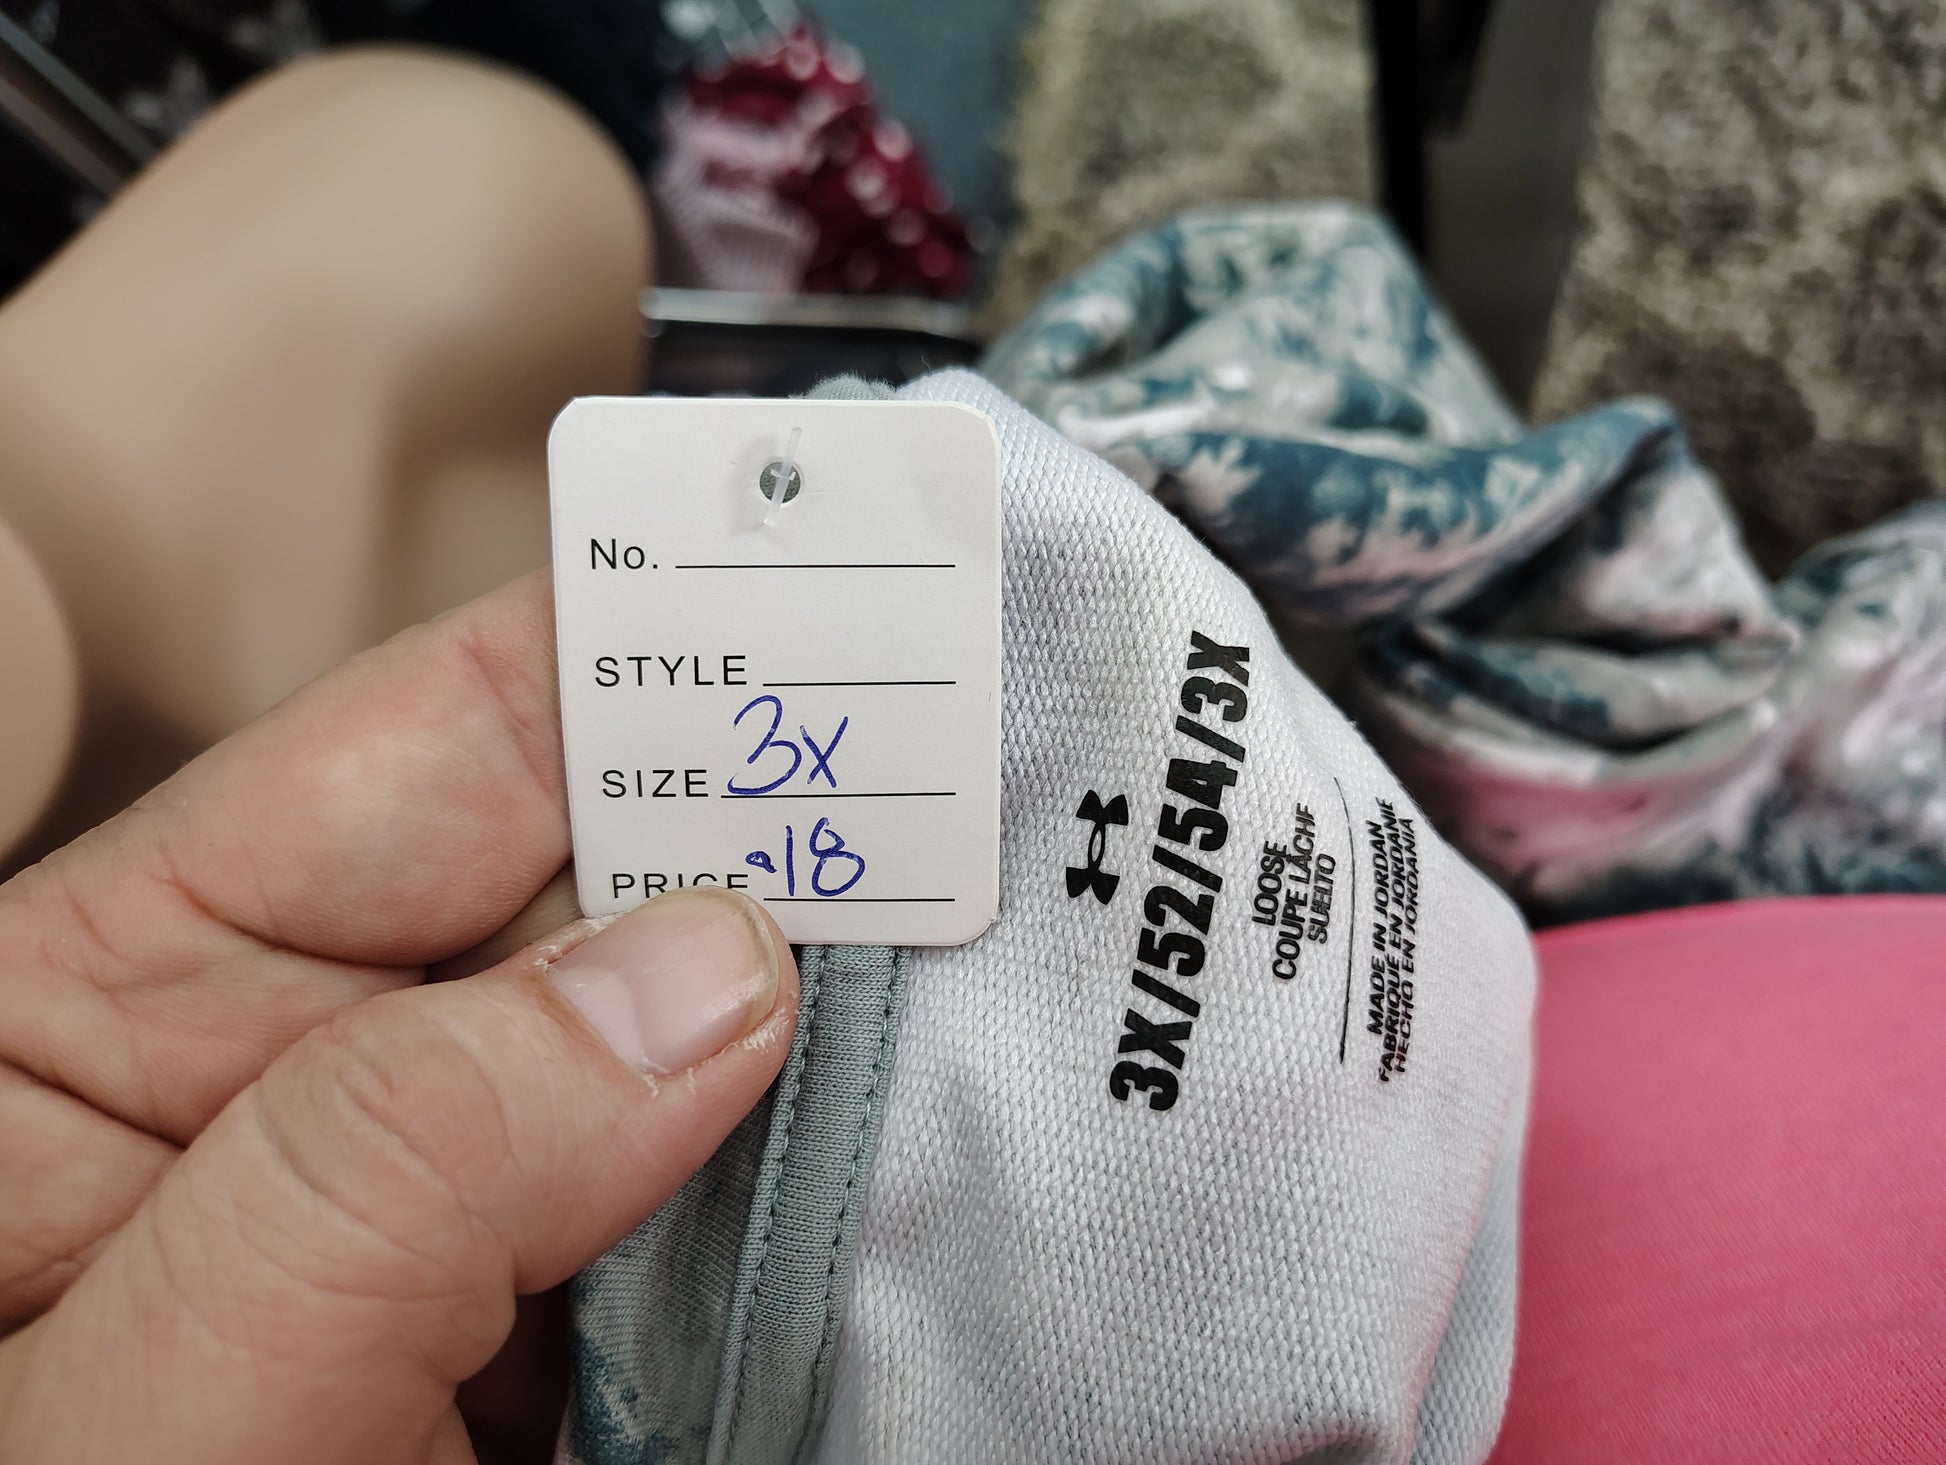 No.
STYLE
SIZE 3X
PRICE 18
3X/52/54/3X
LOOSE
COUPE LÂCHE
SUELTO
MADE IN JORDAN
FABRIQUÉ EN JORDANIE
HECHO EN JORDANIA